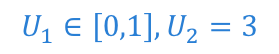 U₁ ∈ [0,1], U₂ = 3